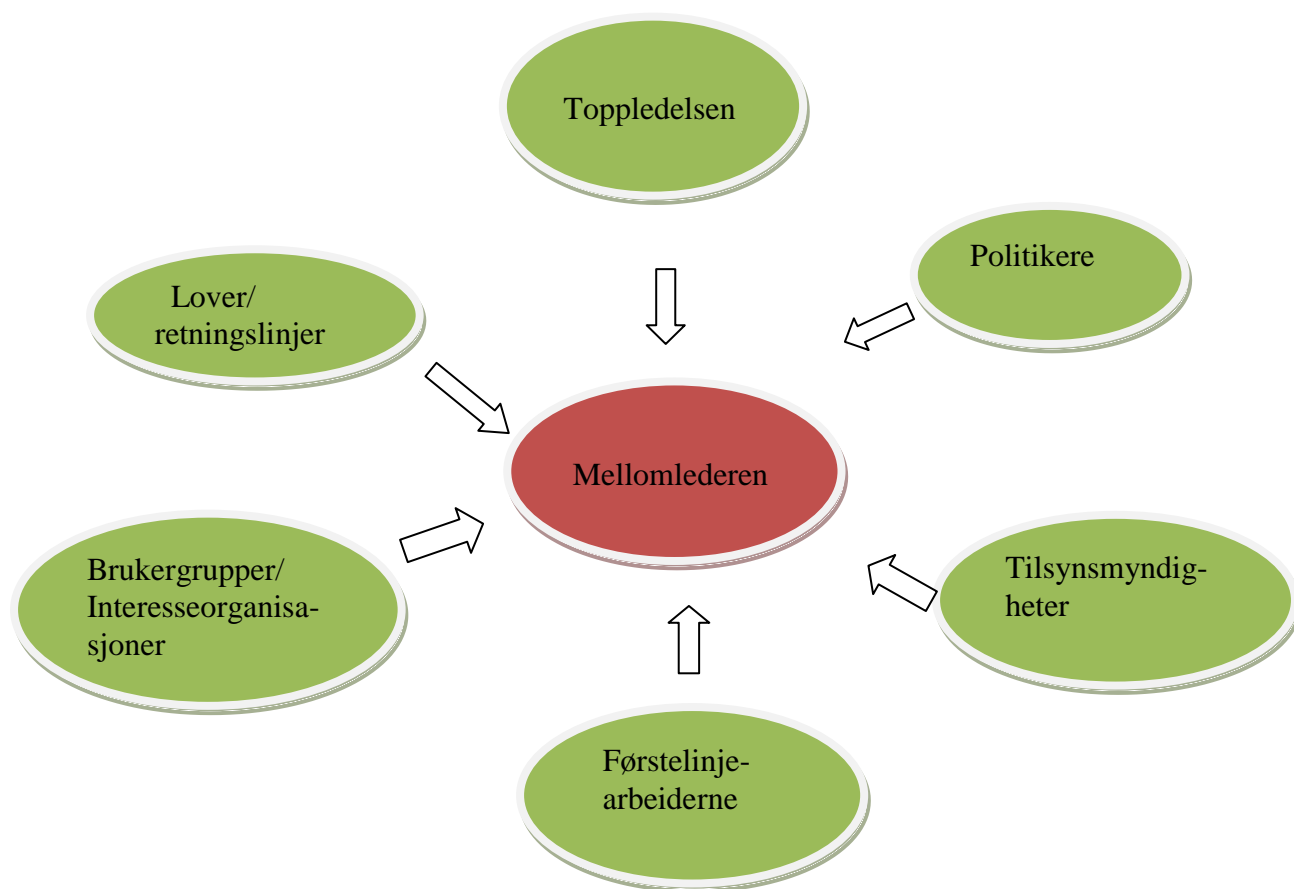 Toppledelsen
Politikere
Lover/
retningslinjer
Mellomlederen
Brukergrupper/
Interesseorganisa-
sjoner
Tilsynsmyndig-
heter
Førstelinje-
arbeiderne